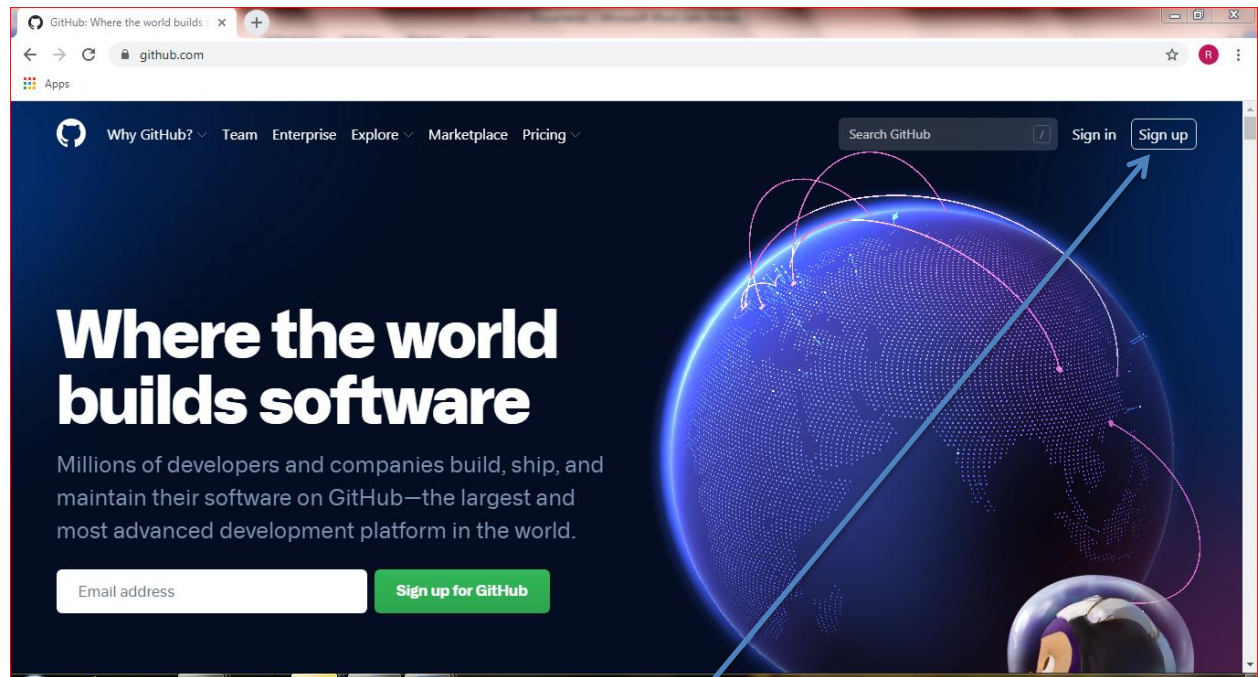 GitHub: Where the world builds s
github.com
R
Apps
Why GitHub? Team Enterprise Explore Marketplace Pricing
Search GitHub / Sign in Sign up
Where the world
builds software
Millions of developers and companies build, ship, and
maintain their software on GitHub—the largest and
most advanced development platform in the world.
Email address Sign up for GitHub